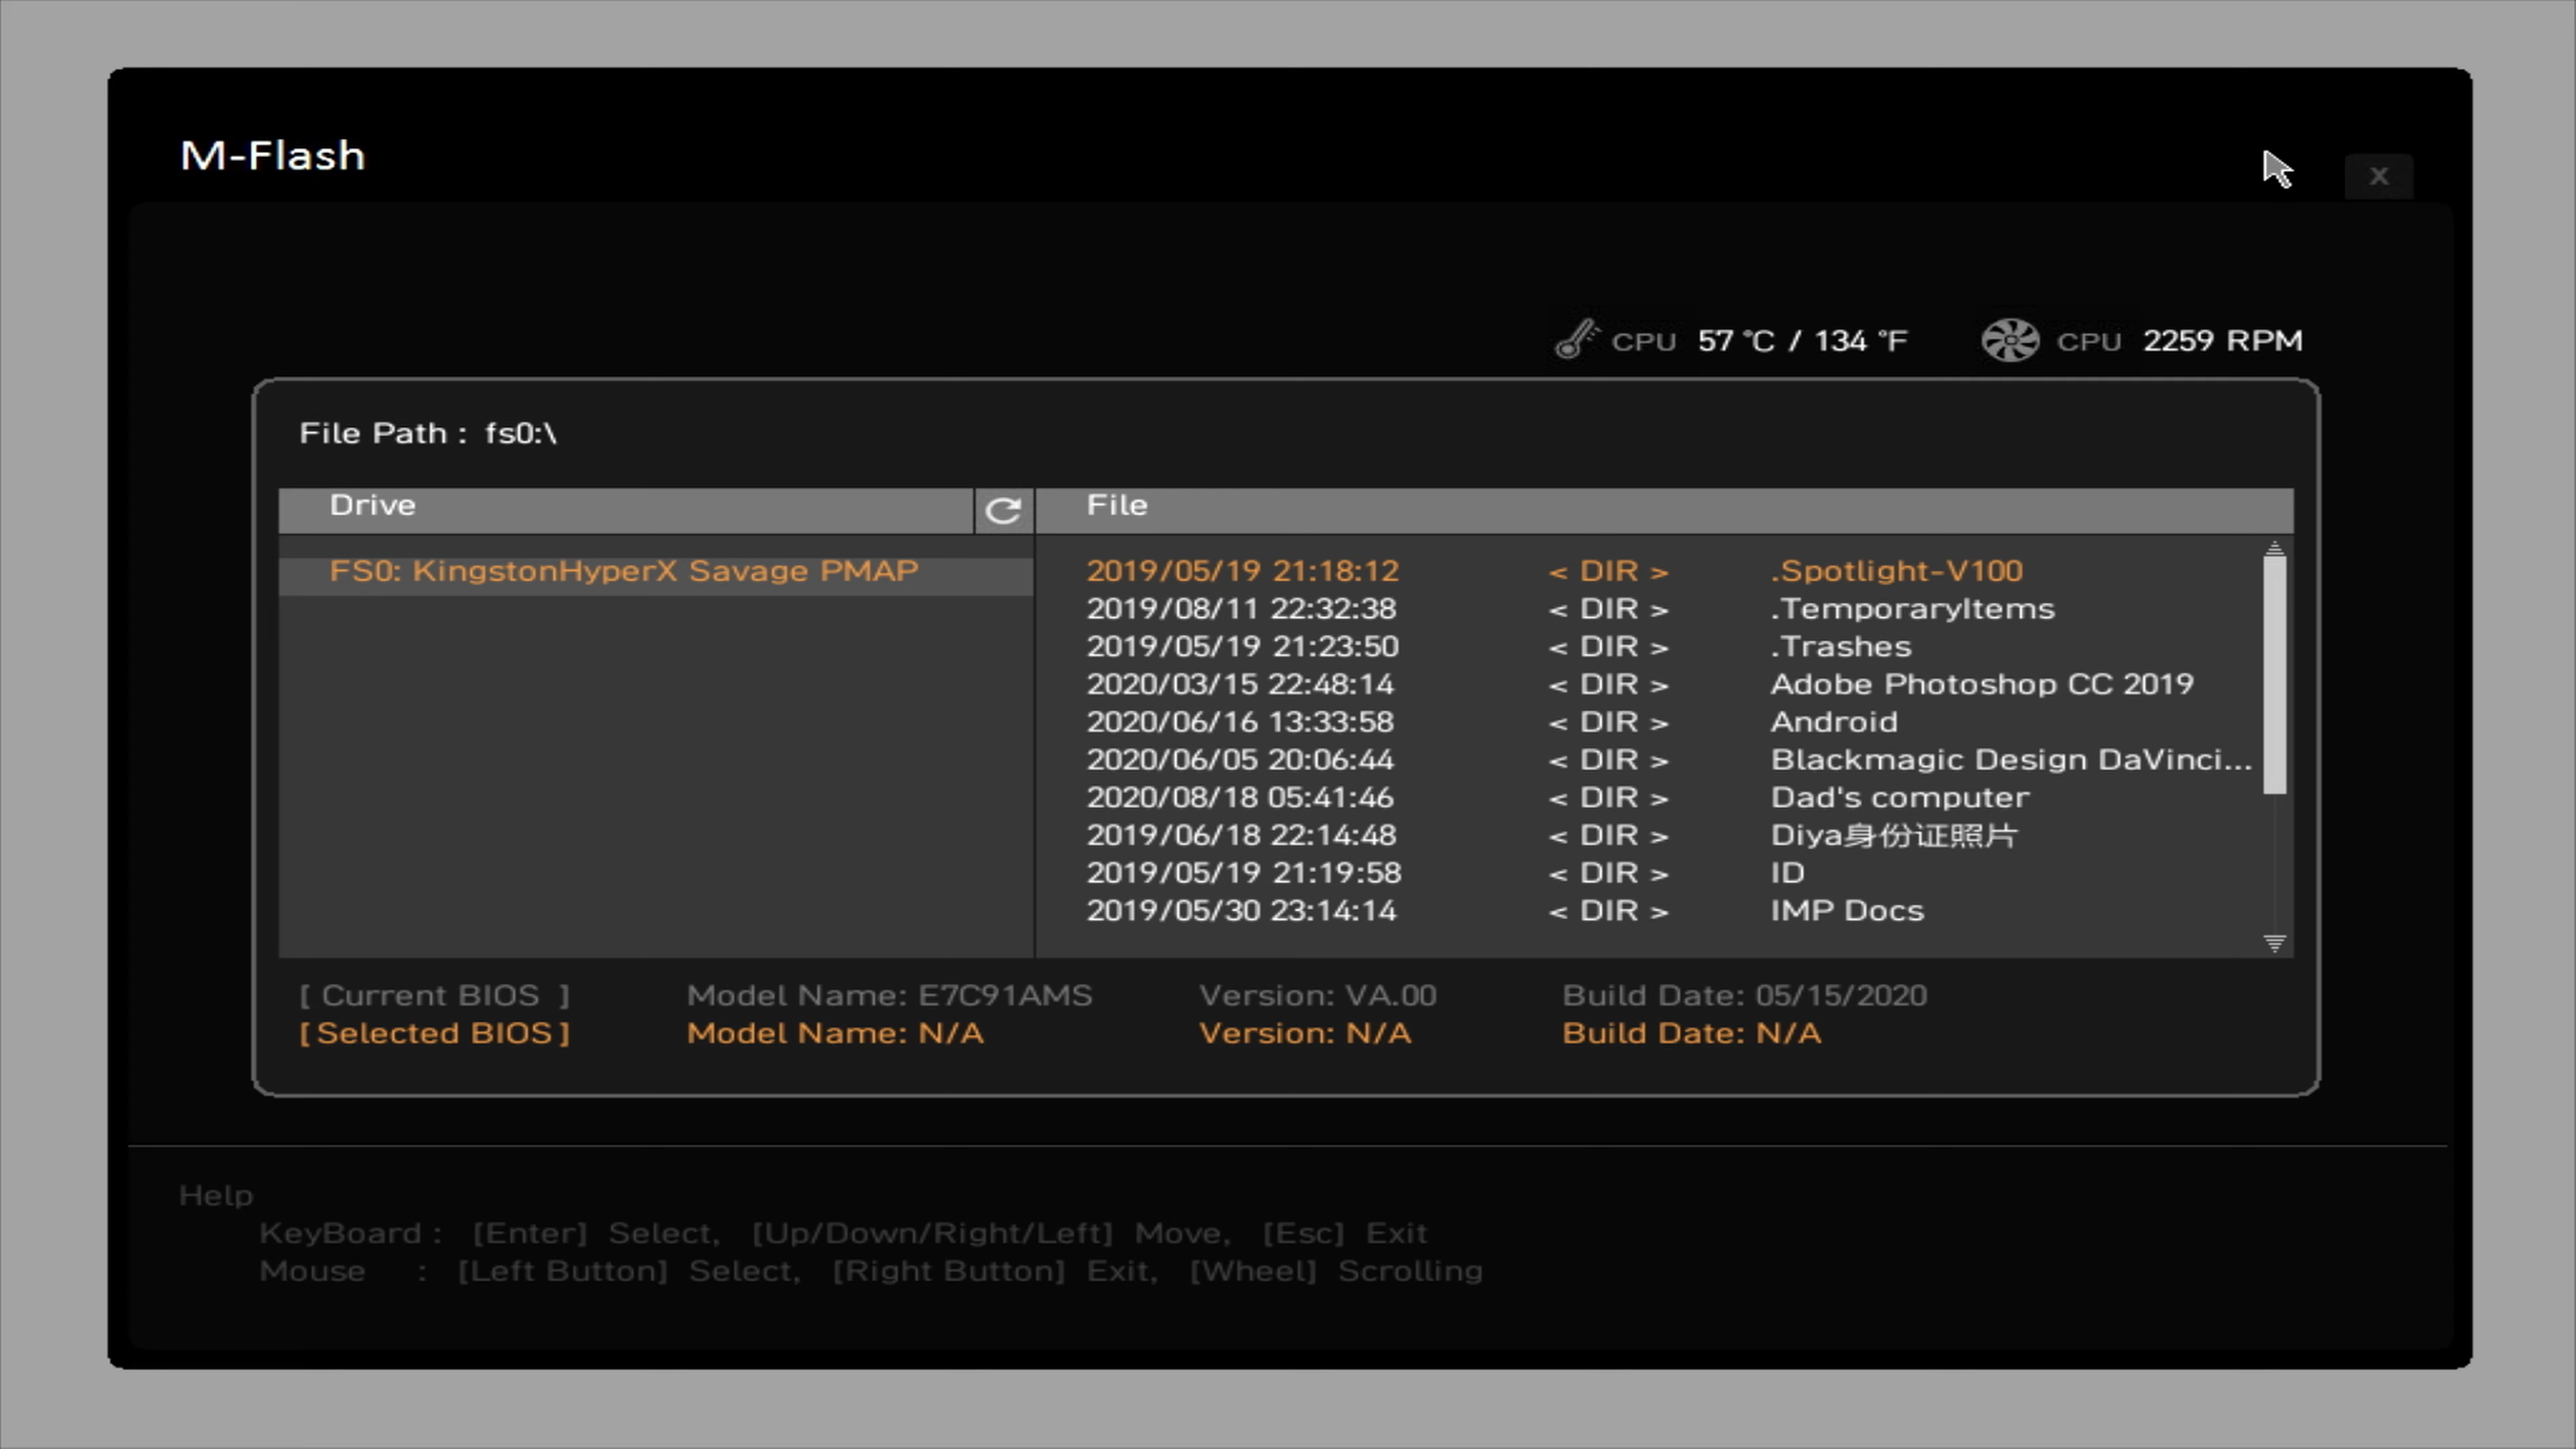 M-Flash
X
CPU 57 °C / 134 °F CPU 2259 RPM
File Path : fs0:\
Drive File
FS0: KingstonHyperX Savage PMAP
2019/05/19 21:18:12 < DIR > .Spotlight-V100
2019/08/11 22:32:38 < DIR > .TemporaryItems
2019/05/19 21:23:50 < DIR > .Trashes
2020/03/15 22:48:14 < DIR > Adobe Photoshop CC 2019
2020/06/16 13:33:58 < DIR > Android
2020/06/05 20:06:44 < DIR > Blackmagic Design DaVinci...
2020/08/18 05:41:46 < DIR > Dad's computer
2019/06/18 22:14:48 < DIR > Diya身份证照片
2019/05/19 21:19:58 < DIR > ID
2019/05/30 23:14:14 < DIR > IMP Docs
[ Current BIOS ] Model Name: E7C91AMS Version: VA.00 Build Date: 05/15/2020
[ Selected BIOS ] Model Name: N/A Version: N/A Build Date: N/A
Help
KeyBoard : [Enter] Select, [Up/Down/Right/Left] Move, [Esc] Exit
Mouse : [Left Button] Select, [Right Button] Exit, [Wheel] Scrolling